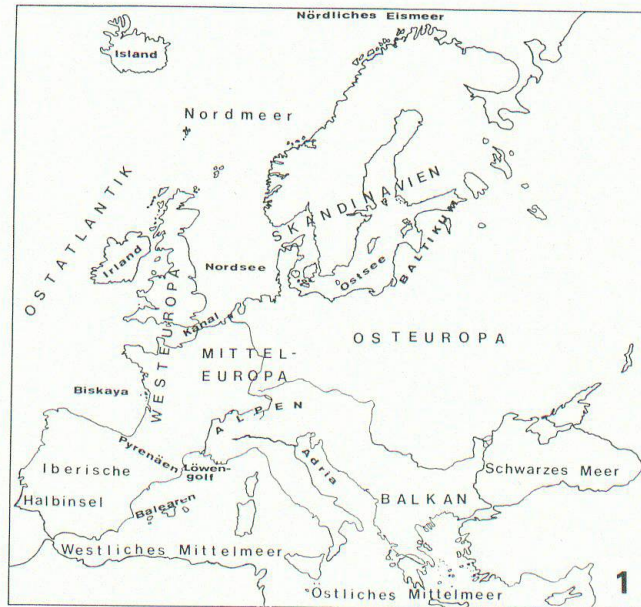 Nördliches Eismeer
Island
Nordmeer
OSTATLANTIK
SKANDINAVIEN
BALTIKUM
Irland
Nordsee
Ostsee
WESTEUROPA
Kanal
OSTEUROPA
MITTEL-
EUROPA
Biskaya
ALPEN
Pyrenäen
Löwen-
golf
Adria
Iberische
Halbinsel
Schwarzes Meer
Balearen
BALKAN
Westliches Mittelmeer
Östliches Mittelmeer
1